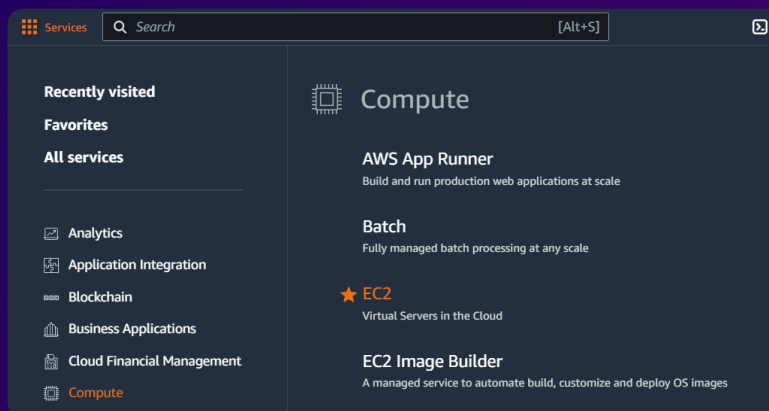 Services
Search [Alt+S]
Recently visited
Favorites
All services
Analytics
Application Integration
Blockchain
Business Applications
Cloud Financial Management
Compute
Compute
AWS App Runner
Build and run production web applications at scale
Batch
Fully managed batch processing at any scale
EC2
Virtual Servers in the Cloud
EC2 Image Builder
A managed service to automate build, customize and deploy OS images